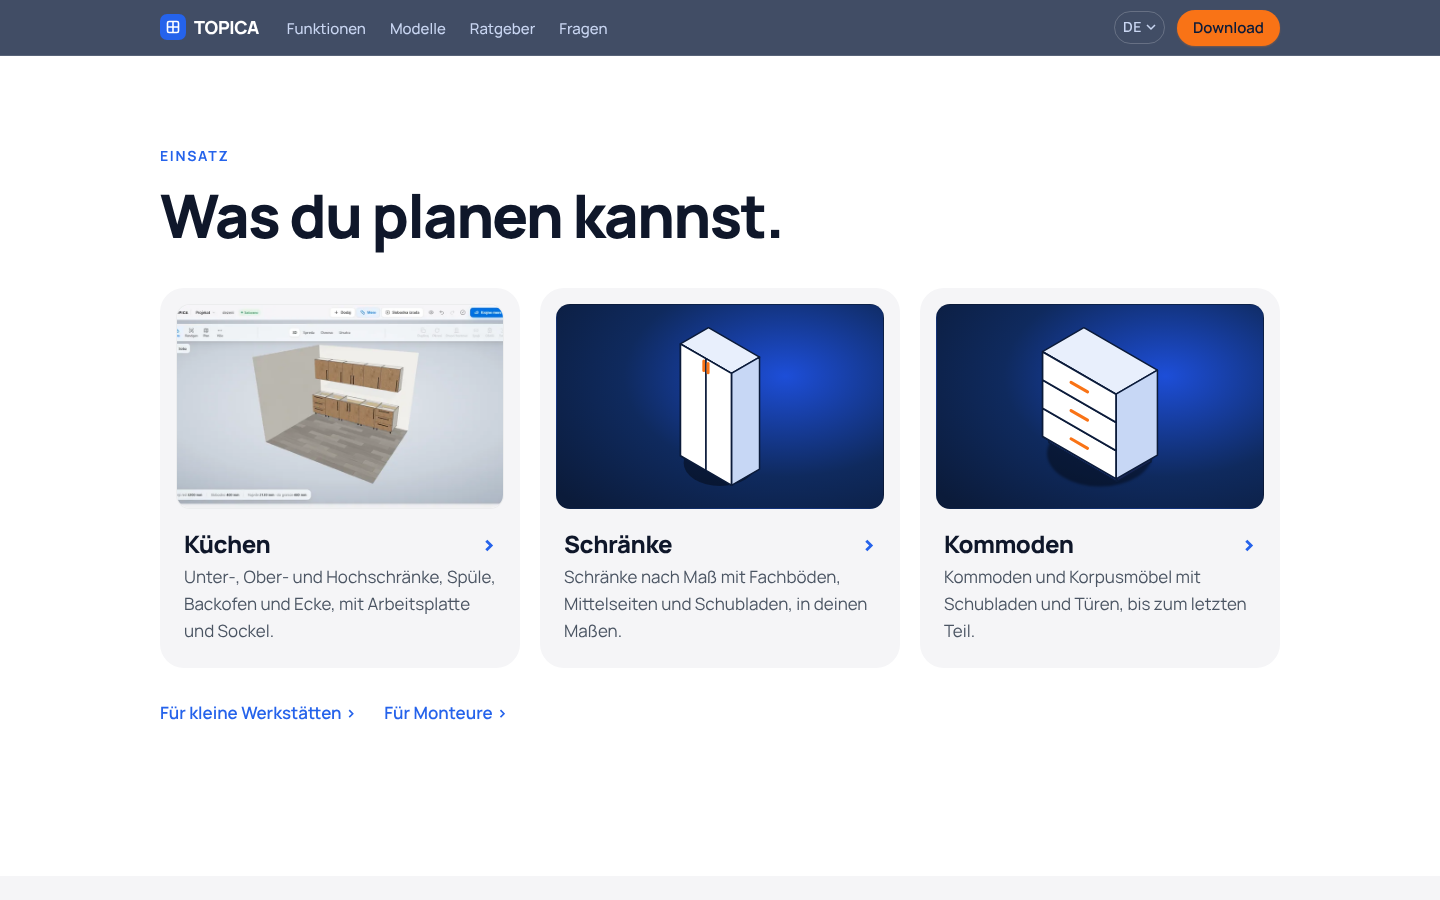 TOPICA
Funktionen
Modelle
Ratgeber
Fragen
DE
Download
EINSATZ
Was du planen kannst.
Küchen
Unter-, Ober- und Hochschränke, Spüle,
Backofen und Ecke, mit Arbeitsplatte
und Sockel.
Schränke
Schränke nach Maß mit Fachböden,
Mittelseiten und Schubladen, in deinen
Maßen.
Kommoden
Kommoden und Korpusmöbel mit
Schubladen und Türen, bis zum letzten
Teil.
Für kleine Werkstätten
Für Monteure